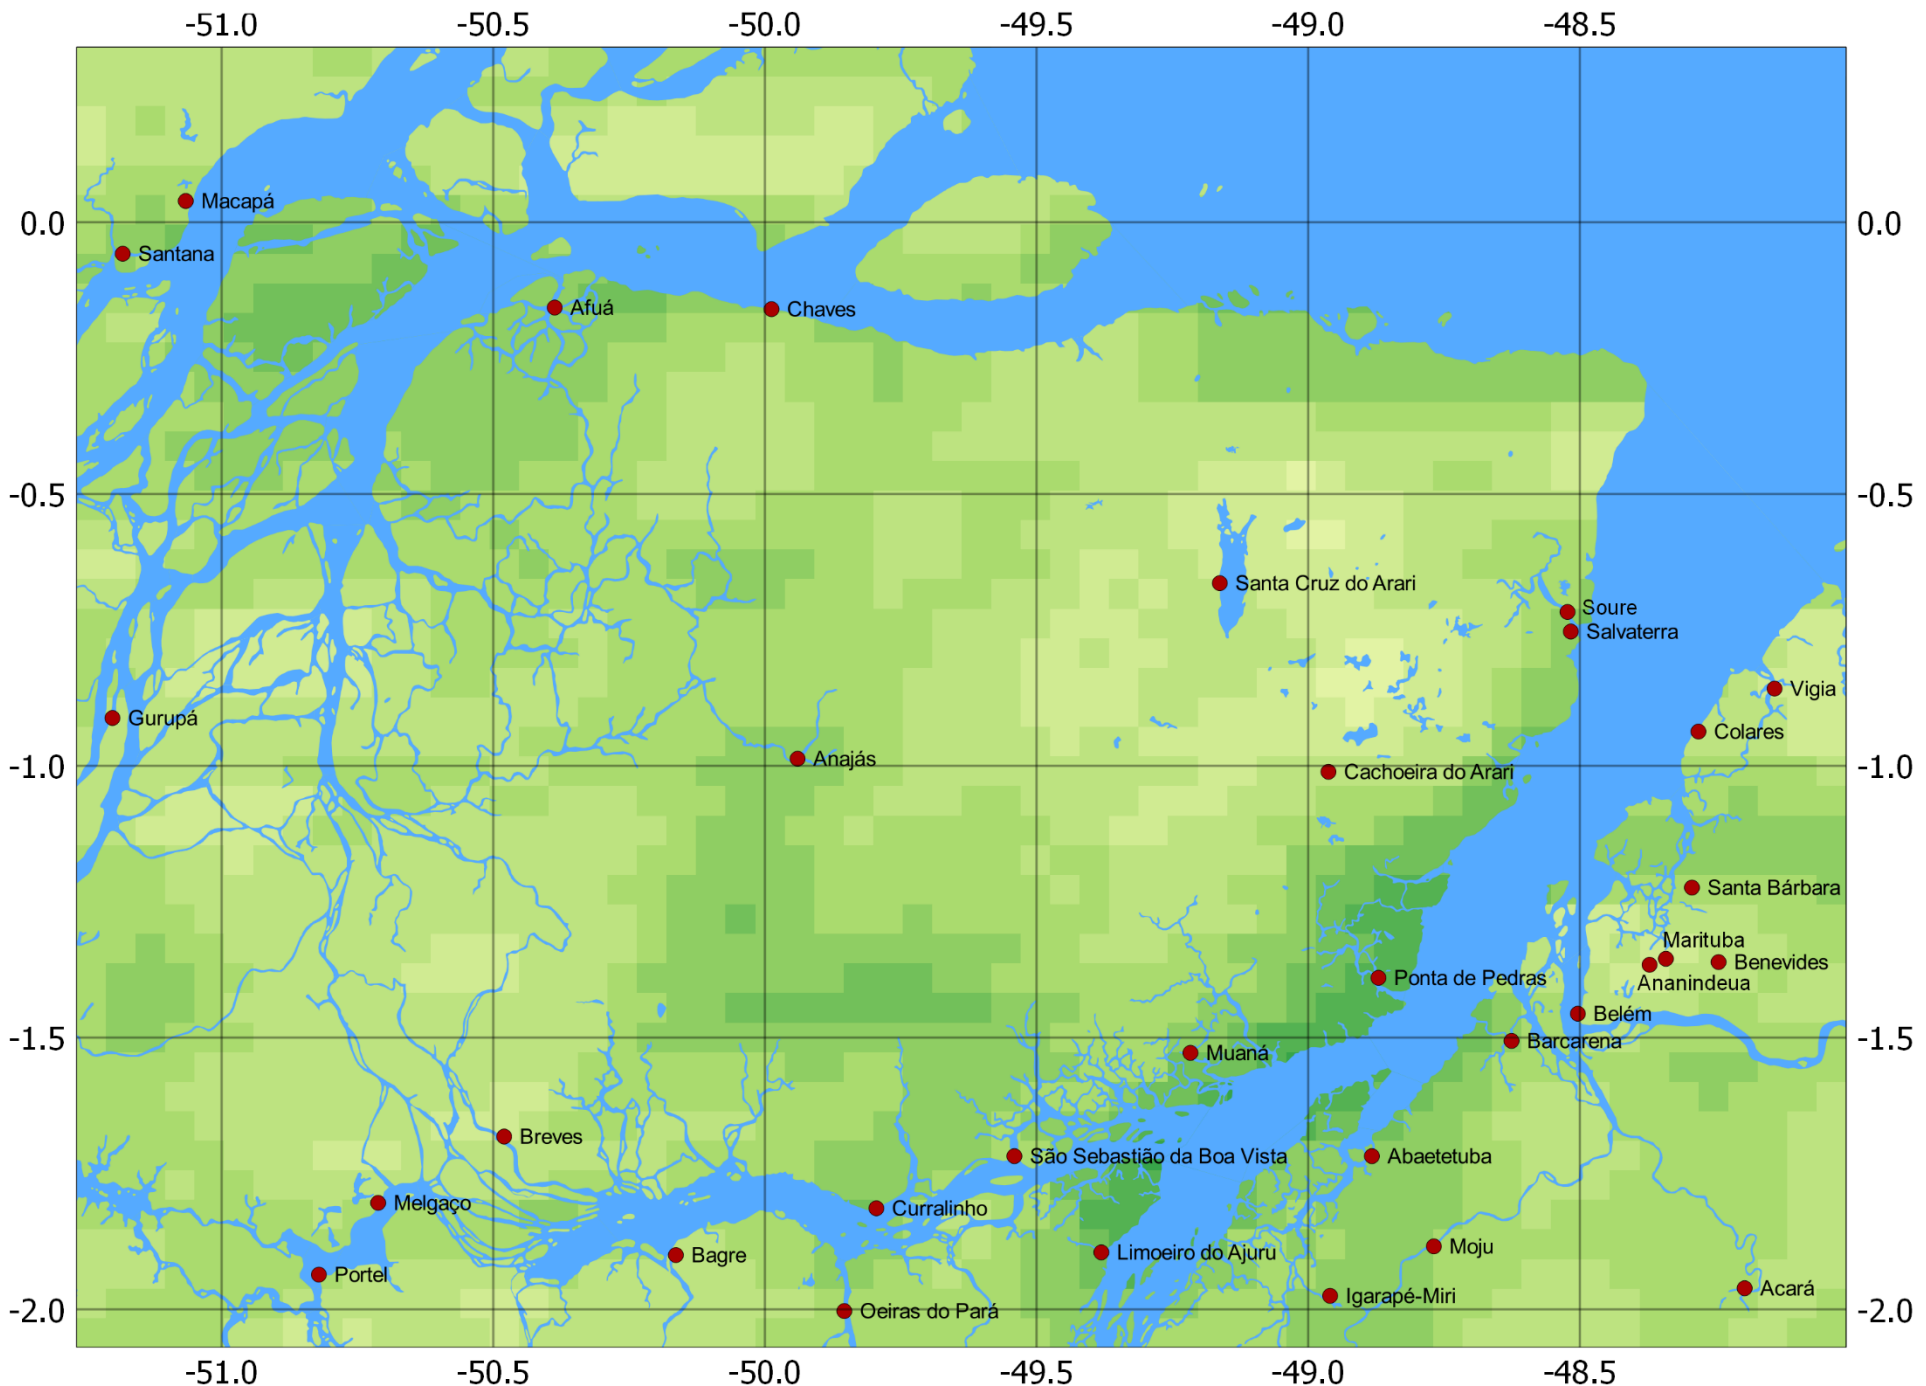 -51.0 -50.5 -50.0 -49.5 -49.0 -48.5
Macapá
0.0 0.0
Santana
Afuá
Chaves
-0.5 -0.5
Santa Cruz do Arari
Soure
Salvaterra
Vigia
Gurupá
Colares
Anajás
-1.0 -1.0
Cachoeira do Arari
Santa Bárbara
Marituba
Benevides
Ponta de Pedras
Ananindeua
Belém
-1.5 -1.5
Barcarena
Muaná
Breves
São Sebastião da Boa Vista
Abaetetuba
Melgaço
Curralinho
Moju
Limoeiro do Ajuru
Bagre
Portel
Acará
Igarapé-Miri
-2.0 -2.0
Oeiras do Pará
-51.0 -50.5 -50.0 -49.5 -49.0 -48.5